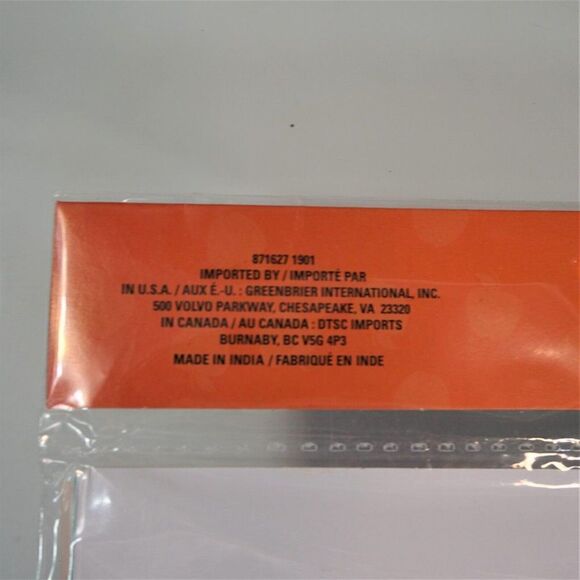 871627 1901
IMPORTED BY / IMPORTÉ PAR
IN U.S.A. / AUX É.-U. : GREENBRIER INTERNATIONAL, INC.
500 VOLVO PARKWAY, CHESAPEAKE, VA 23320
IN CANADA / AU CANADA : DTSC IMPORTS
BURNABY, BC V5G 4P3
MADE IN INDIA / FABRIQUÉ EN INDE